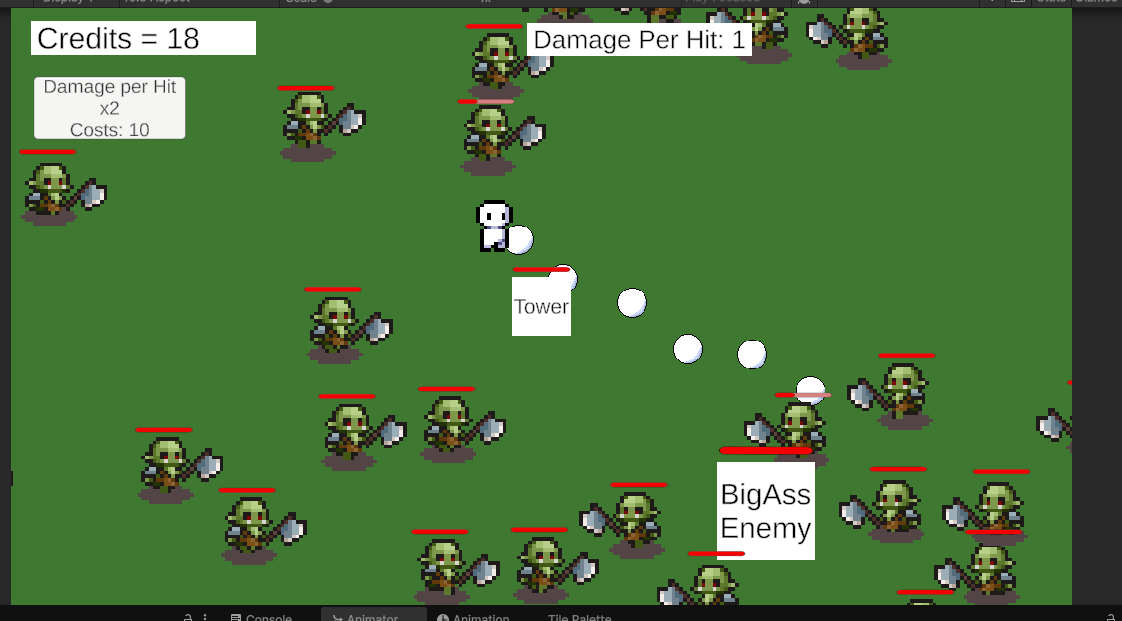 Credits = 18
Damage Per Hit: 1
Damage per Hit
x2
Costs: 10
Tower
BigAss
Enemy
Console
Animator
Animation
Tile Palette